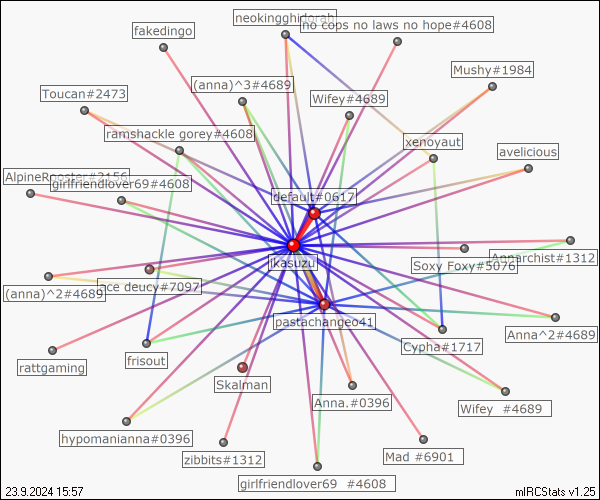 neokingghidorah
no cops no laws no hope#4608
fakedingo
Mushy#1984
(anna)^3#4689
Toucan#2473
Wifey#4689
ramshackle gorey#4608
xenoyaut
avelicious
AlpineRooster#3156
girlfriendlover69#4608
default#0617
ikasuzu
Annarchist#1312
Soxy Foxy#5076
ace deucy#7097
(anna)^2#4689
pastachangeo41
Anna^2#4689
Cypha#1717
frisout
rattgaming
Skalman
Anna.#0396
Wifey #4689
hypomanianna#0396
zibbits#1312
Mad #6901
girlfriendlover69 #4608
23.9.2024 15:57
mIRCStats v1.25